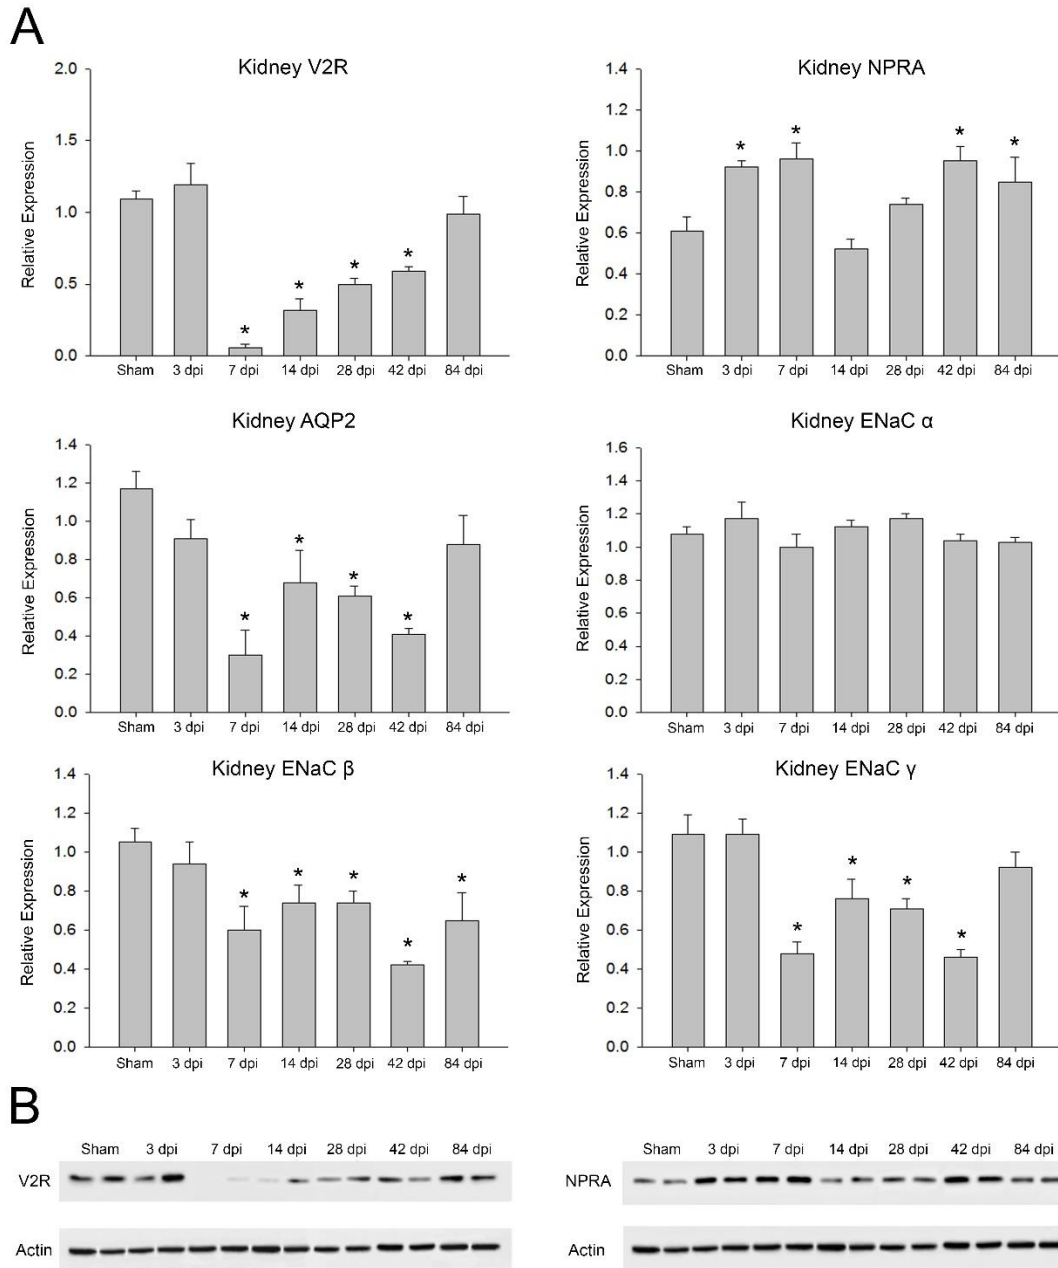 A
Kidney V2R
2.0
1.5
1.0
0.5
0.0
Relative Expression
* * * *
Sham 3 dpi 7 dpi 14 dpi 28 dpi 42 dpi 84 dpi
Kidney NPRA
1.4
1.2
1.0
0.8
0.6
0.4
0.2
0.0
Relative Expression
* * * *
Sham 3 dpi 7 dpi 14 dpi 28 dpi 42 dpi 84 dpi
Kidney AQP2
1.4
1.2
1.0
0.8
0.6
0.4
0.2
0.0
Relative Expression
* * * *
Sham 3 dpi 7 dpi 14 dpi 28 dpi 42 dpi 84 dpi
Kidney ENaC α
1.6
1.4
1.2
1.0
0.8
0.6
0.4
0.2
0.0
Relative Expression
Sham 3 dpi 7 dpi 14 dpi 28 dpi 42 dpi 84 dpi
Kidney ENaC β
1.4
1.2
1.0
0.8
0.6
0.4
0.2
0.0
Relative Expression
* * * * *
Sham 3 dpi 7 dpi 14 dpi 28 dpi 42 dpi 84 dpi
Kidney ENaC γ
1.4
1.2
1.0
0.8
0.6
0.4
0.2
0.0
Relative Expression
* * * *
Sham 3 dpi 7 dpi 14 dpi 28 dpi 42 dpi 84 dpi
B
Sham 3 dpi 7 dpi 14 dpi 28 dpi 42 dpi 84 dpi
V2R
Actin
Sham 3 dpi 7 dpi 14 dpi 28 dpi 42 dpi 84 dpi
NPRA
Actin